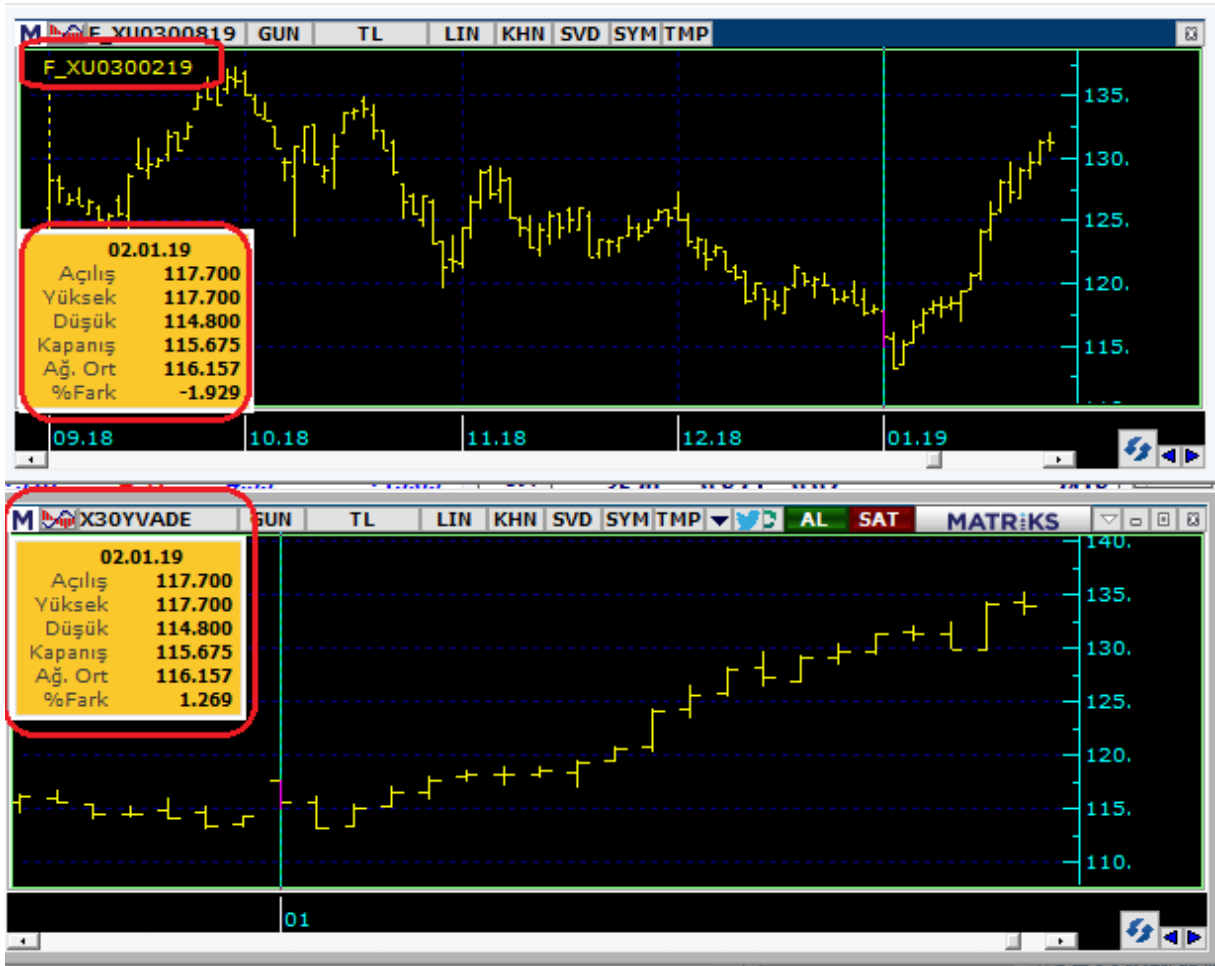 M F_XU0300819 GUN TL LIN KHN SVD SYM TMP
F_XU0300219
135.
130.
125.
120.
115.
02.01.19
Açılış 117.700
Yüksek 117.700
Düşük 114.800
Kapanış 115.675
Ağ. Ort 116.157
%Fark -1.929
09.18 10.18 11.18 12.18 01.19
M X30YVADE GUN TL LIN KHN SVD SYM TMP AL SAT MATRiKS
02.01.19
Açılış 117.700
Yüksek 117.700
Düşük 114.800
Kapanış 115.675
Ağ. Ort 116.157
%Fark 1.269
140.
135.
130.
125.
120.
115.
110.
01